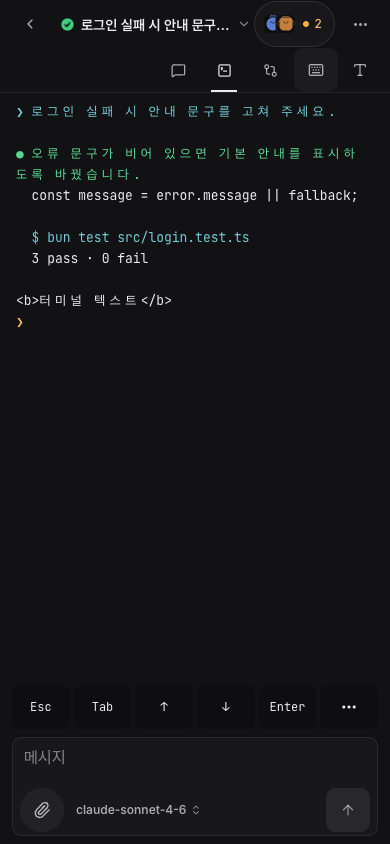 로그인 실패 시 안내 문구...
2
❯ 로그인 실패 시 안내 문구를 고쳐 주세요.
● 오류 문구가 비어 있으면 기본 안내를 표시하
도록 바꿨습니다.
const message = error.message || fallback;
$ bun test src/login.test.ts
3 pass · 0 fail
<b>터미널 텍스트</b>
❯
Esc Tab ↑ ↓ Enter •••
메시지
claude-sonnet-4-6